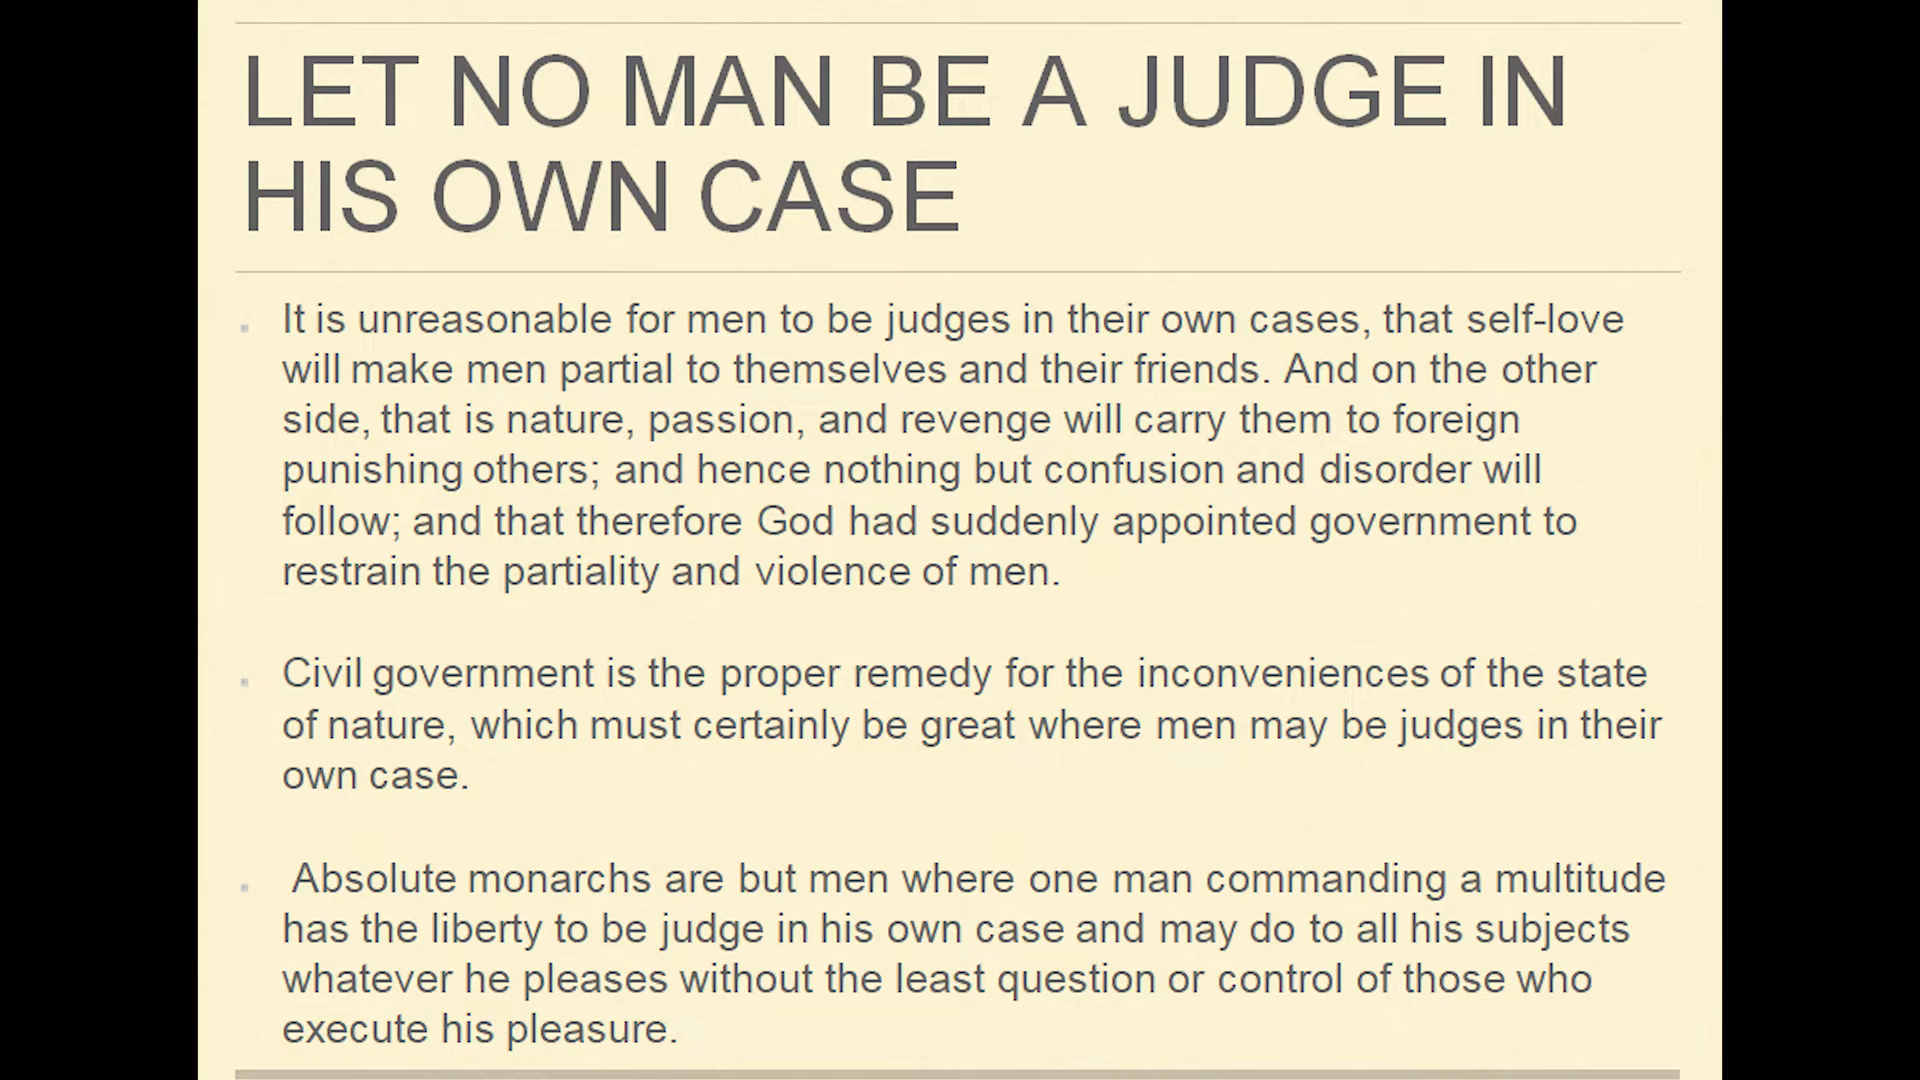 LET NO MAN BE A JUDGE IN
HIS OWN CASE
It is unreasonable for men to be judges in their own cases, that self-love
will make men partial to themselves and their friends. And on the other
side, that is nature, passion, and revenge will carry them to foreign
punishing others; and hence nothing but confusion and disorder will
follow; and that therefore God had suddenly appointed government to
restrain the partiality and violence of men.
Civil government is the proper remedy for the inconveniences of the state
of nature, which must certainly be great where men may be judges in their
own case.
Absolute monarchs are but men where one man commanding a multitude
has the liberty to be judge in his own case and may do to all his subjects
whatever he pleases without the least question or control of those who
execute his pleasure.